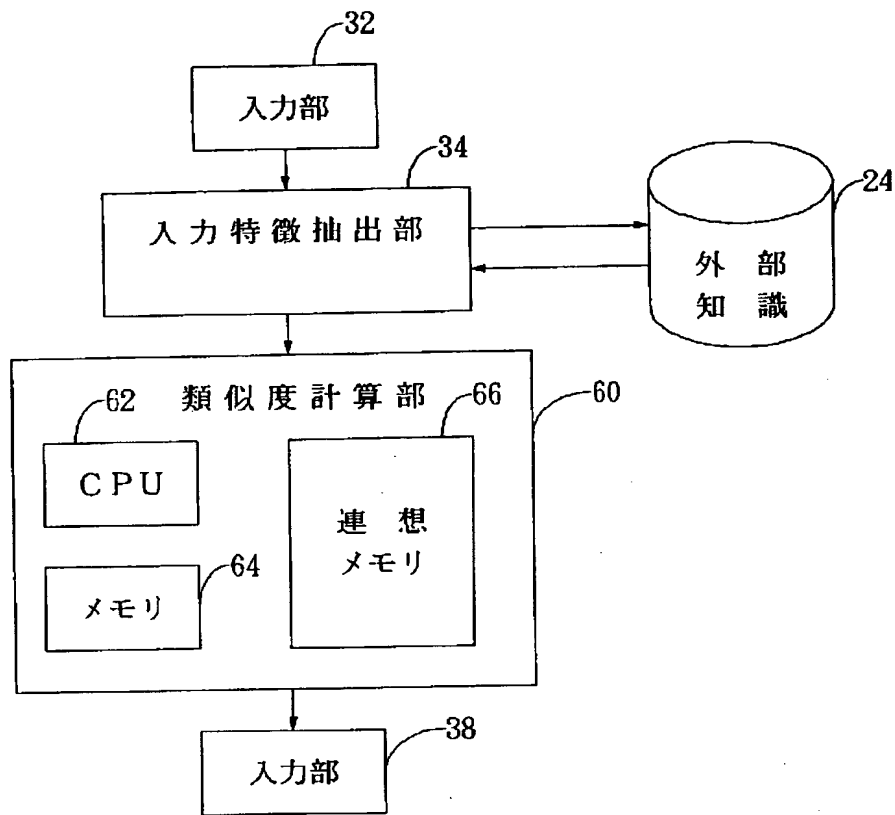 32
入力部
34
入力特徴抽出部
24
外部
知識
類似度計算部
60
62
CPU
66
連想
メモリ
64
メモリ
38
入力部